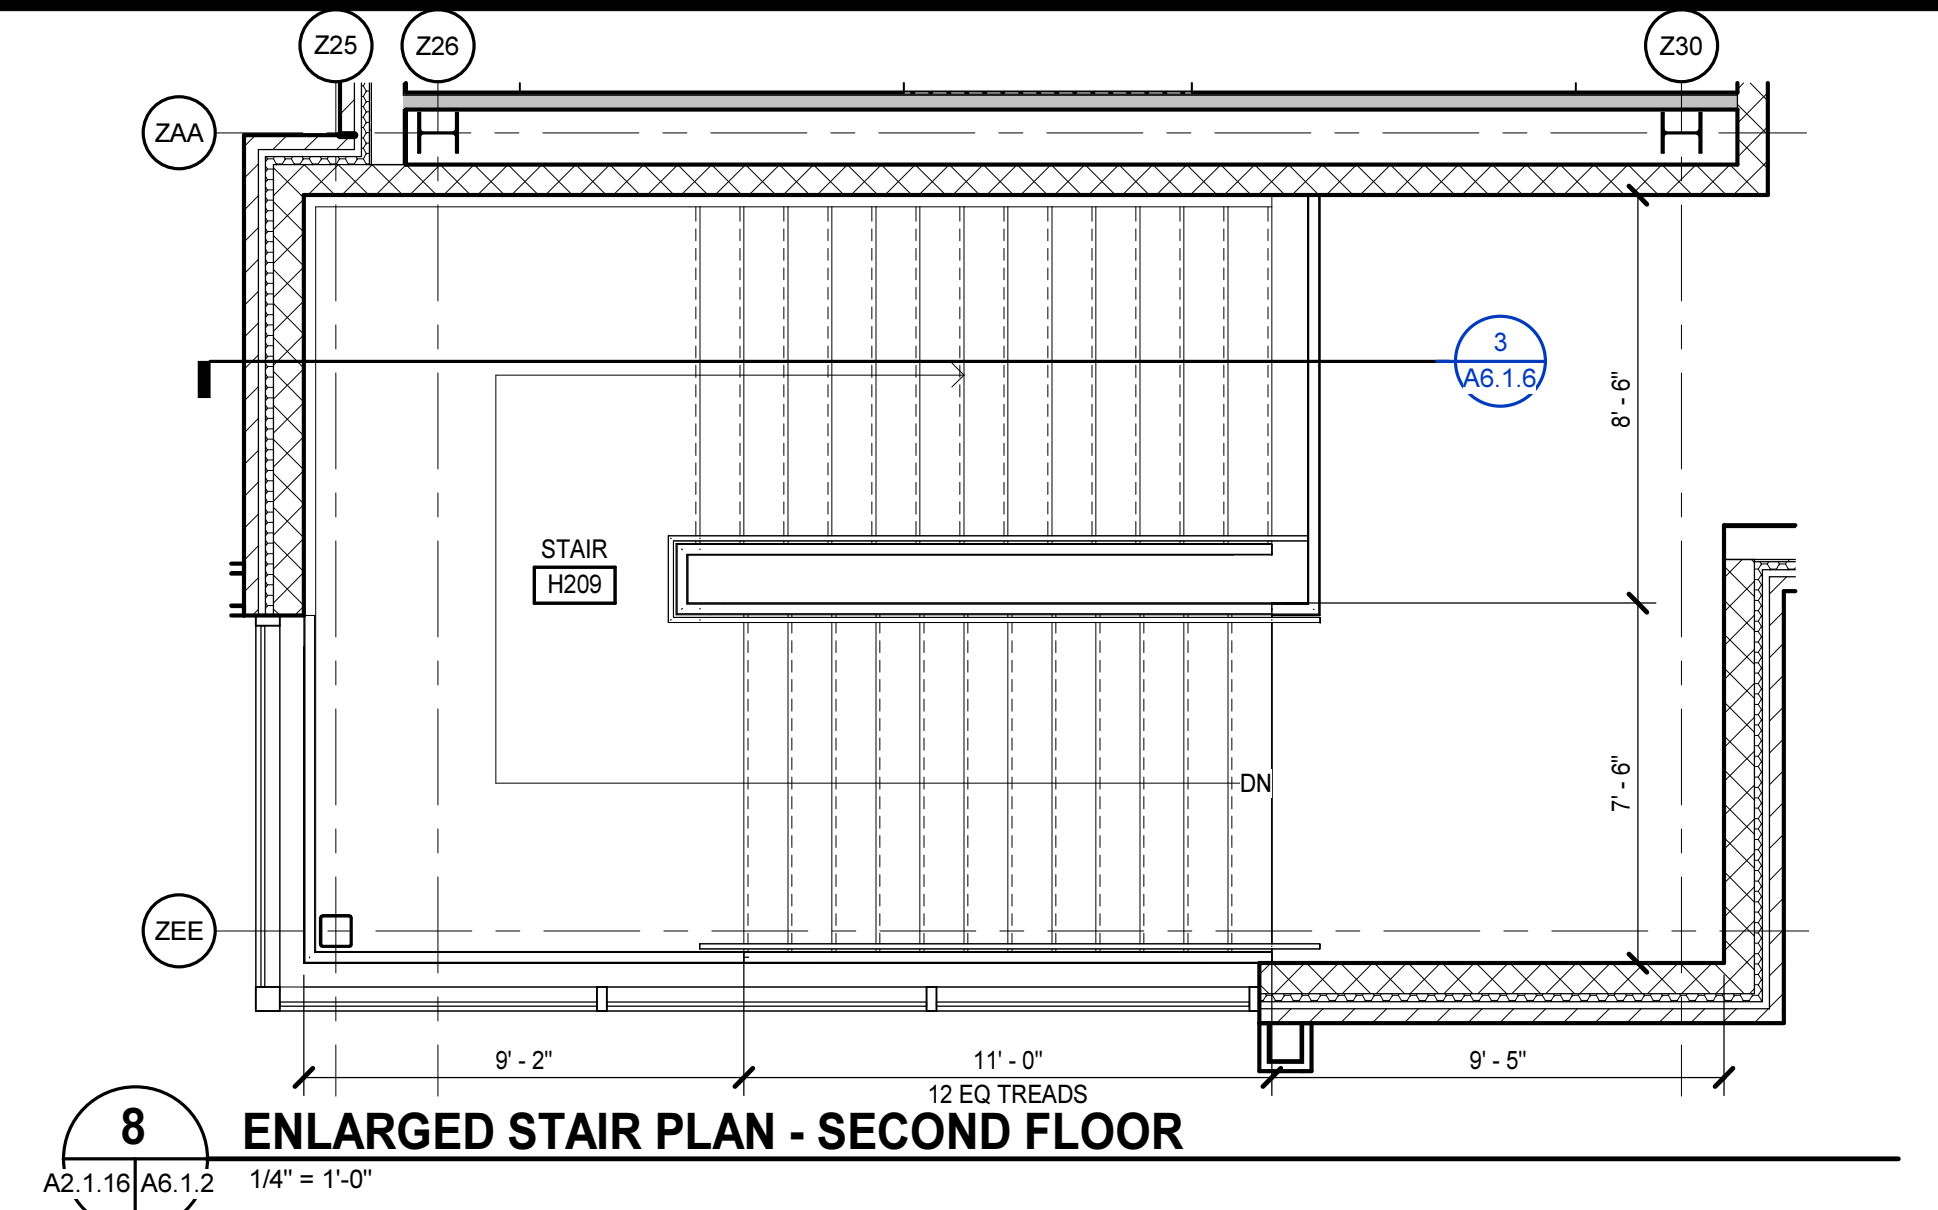 Z25
Z26
Z30
ZAA
3
A6.1.6
8' - 6"
STAIR
H209
7' - 6"
DN
ZEE
9' - 2"
11' - 0"
9' - 5"
12 EQ TREADS
8
ENLARGED STAIR PLAN - SECOND FLOOR
A2.1.16
A6.1.2
1/4" = 1'-0"